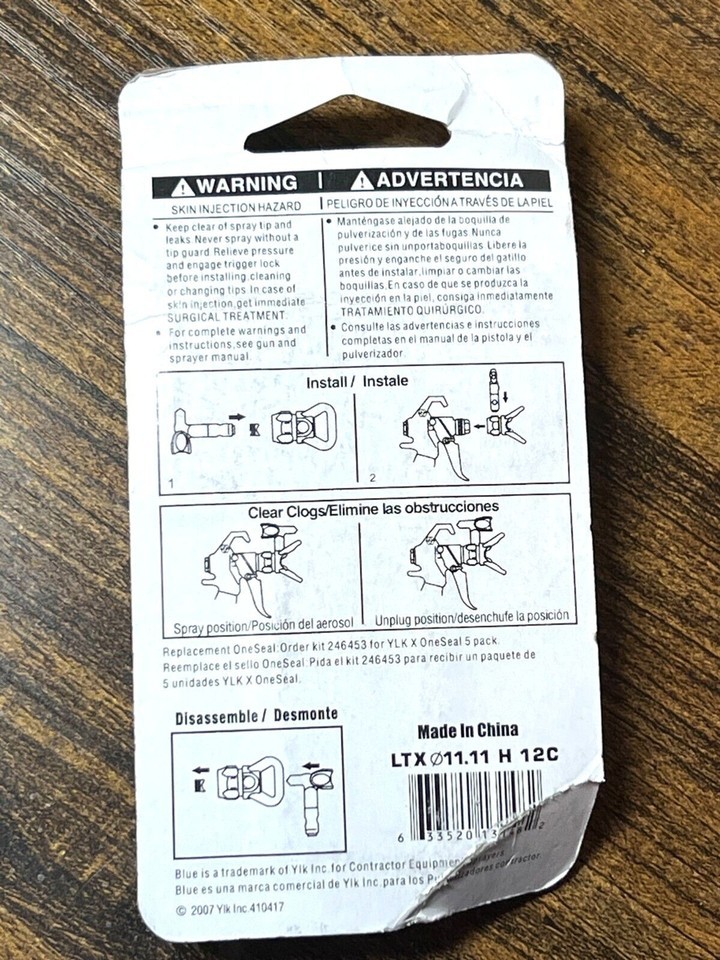 WARNING | ADVERTENCIA
SKIN INJECTION HAZARD | PELIGRO DE INYECCIÓN A TRAVÉS DE LA PIEL
• Keep clear of spray tip and
leaks. Never spray without a
tip guard. Relieve pressure
and engage trigger lock
before installing, cleaning
or changing tips. In case of
skin injection, get immediate
SURGICAL TREATMENT.
• For complete warnings and
instructions, see gun and
sprayer manual.
• Manténgase alejado de la boquilla de
pulverización y de las fugas. Nunca
pulverice sin unportaboquillas. Libere la
presión y enganche el seguro del gatillo
antes de instalar, limpiar o cambiar las
boquillas. En caso de que se produzca la
inyección en la piel, consiga inmediatamente
TRATAMIENTO QUIRÚRGICO.
• Consulte las advertencias e instrucciones
completas en el manual de la pistola y el
pulverizador.
Install / Instale
1
2
Clear Clogs/Elimine las obstrucciones
Spray position/Posición del aerosol
Unplug position/desenchufe la posición
Replacement OneSeal: Order kit 246453 for YLK X OneSeal 5 pack.
Reemplace el sello OneSeal. Pida el kit 246453 para recibir un paquete de
5 unidades YLK X OneSeal.
Disassemble / Desmonte
Made In China
LTX Ø11.11 H 12C
6 33520 13 2
Blue is a trademark of Ylk Inc. for Contractor Equipment Sprayers
Blue es una marca comercial de Ylk Inc. para los contractor.
© 2007 Ylk Inc. 410417